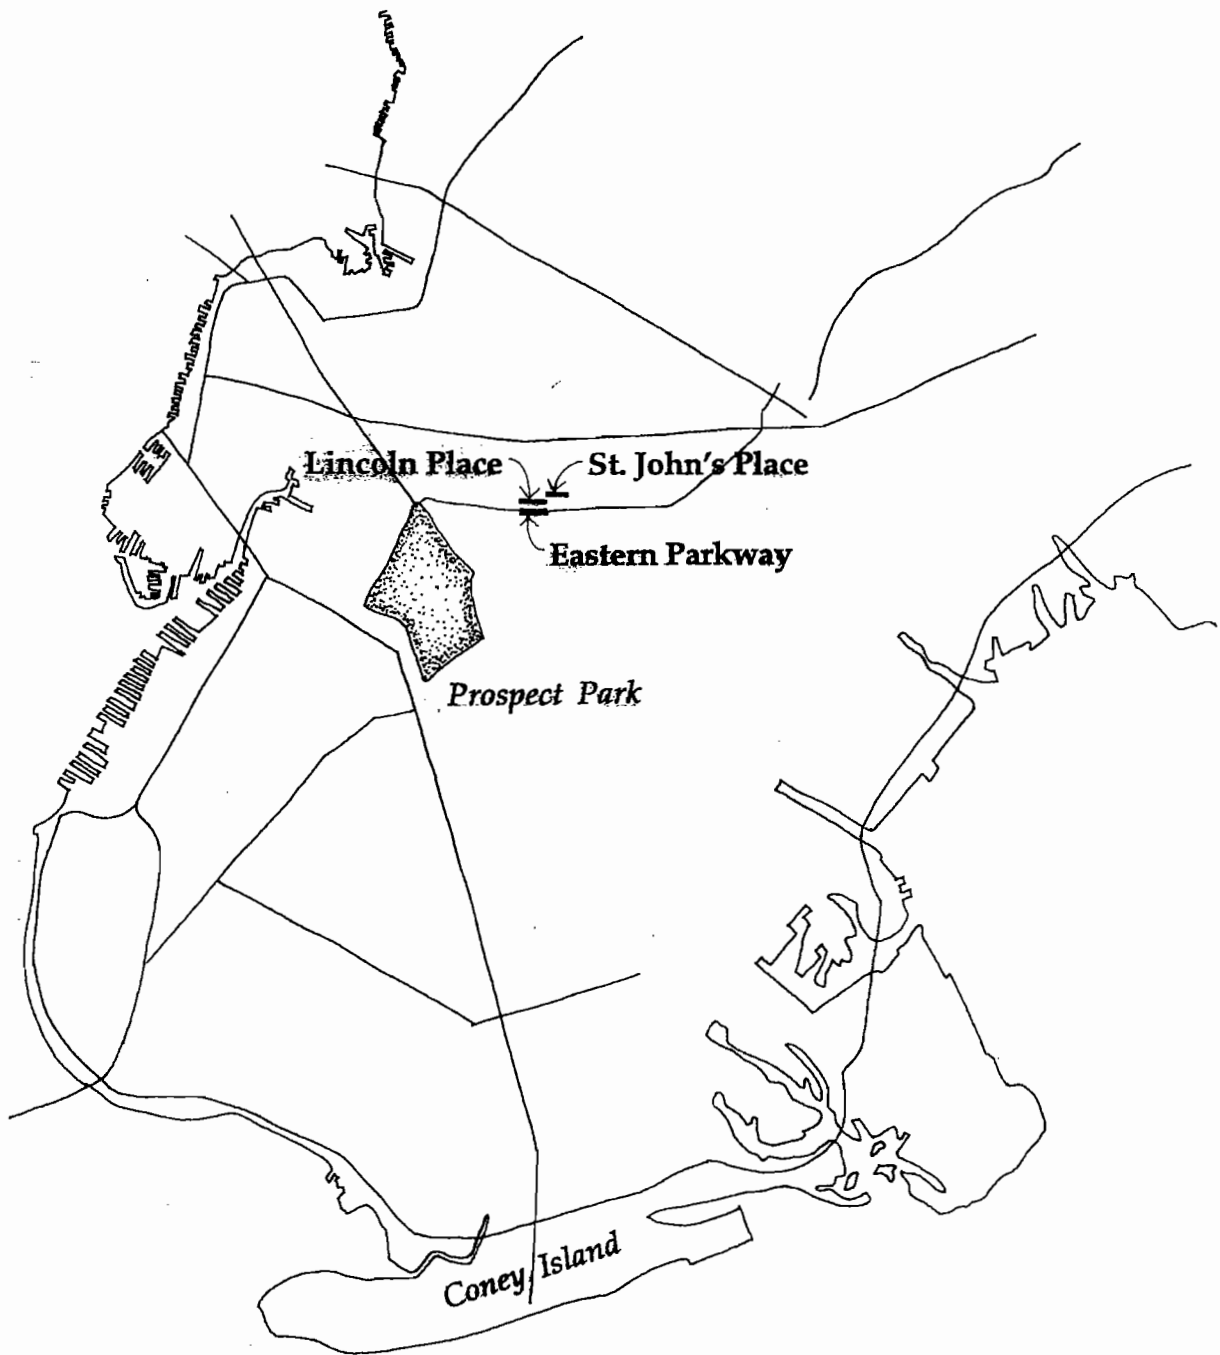 Lincoln Place
St. John's Place
Eastern Parkway
Prospect Park
Coney Island